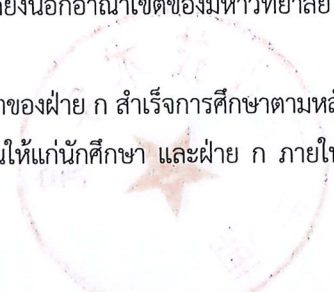 นอกอาณาเขตของมหาวิทยาลัย
ของฝ่าย ก สำเร็จการศึกษาตามหลั
ให้แก่นักศึกษา และฝ่าย ก ภายใน